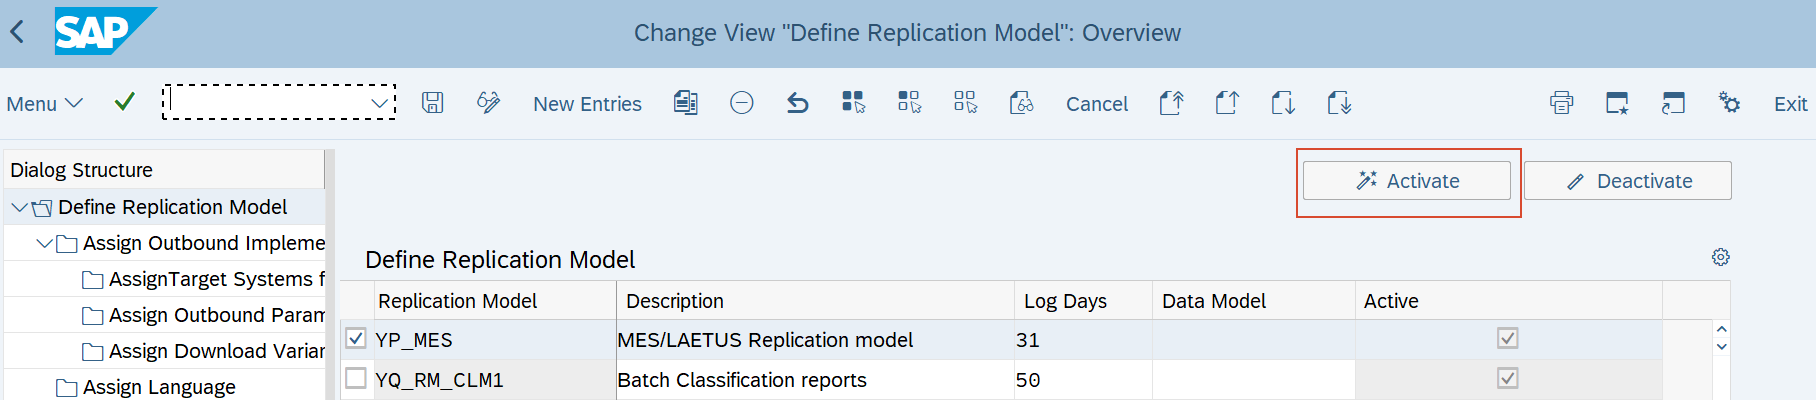 SAP
Change View "Define Replication Model": Overview
Menu New Entries Cancel Exit
Dialog Structure
Activate Deactivate
Define Replication Model
Assign Outbound Impleme
AssignTarget Systems f
Assign Outbound Param
Assign Download Variar
Assign Language
Define Replication Model
Replication Model Description Log Days Data Model Active
YP_MES MES/LAETUS Replication model 31
YQ_RM_CLM1 Batch Classification reports 50